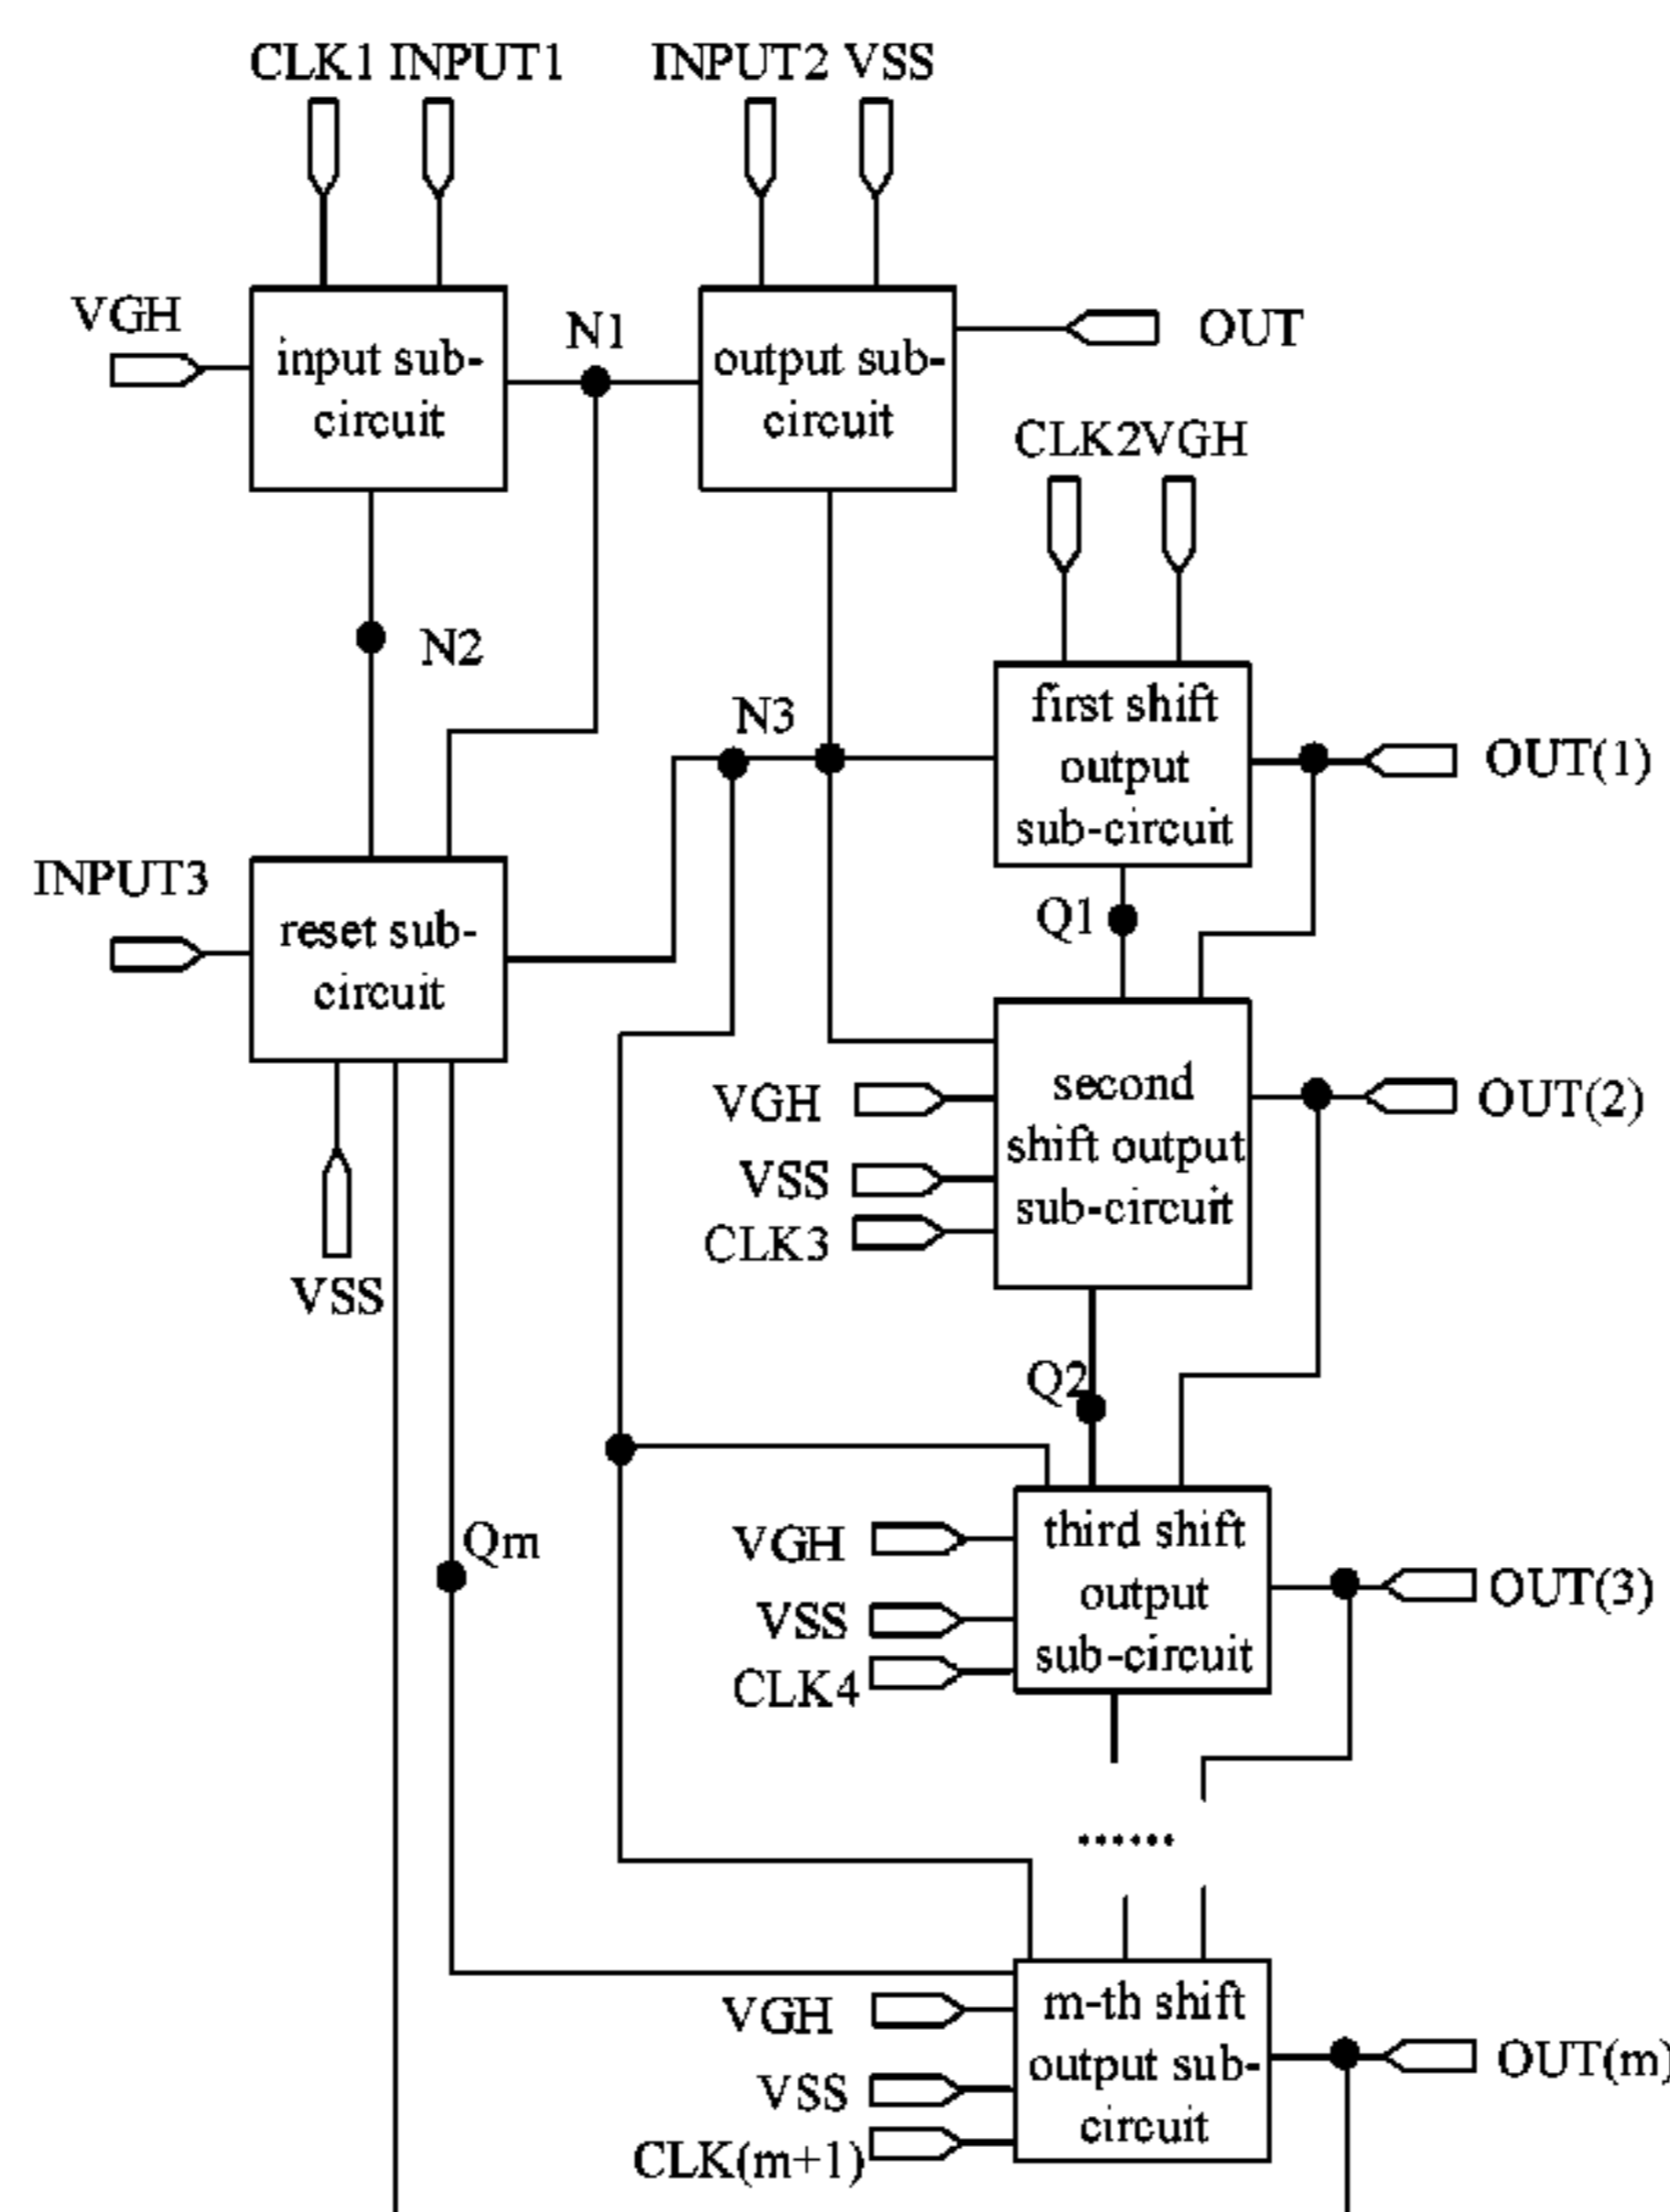 CLK1 INPUT1
INPUT2 VSS
VGH
input sub-
circuit
N1
output sub-
circuit
OUT
CLK2 VGH
N2
N3
first shift
output
sub-circuit
OUT(1)
INPUT3
reset sub-
circuit
Q1
VGH
VSS
CLK3
second
shift output
sub-circuit
OUT(2)
VSS
Q2
Qm
VGH
VSS
CLK4
third shift
output
sub-circuit
OUT(3)
......
VGH
VSS
CLK(m+1)
m-th shift
output sub-
circuit
OUT(m)